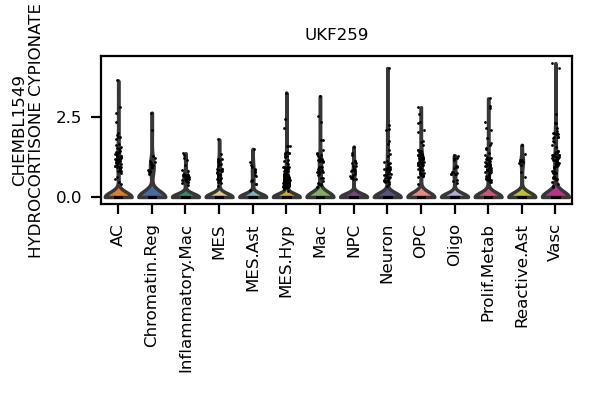 UKF259
CHEMBL1549
HYDROCORTISONE CYPIONATE
2.5
0.0
AC
Chromatin.Reg
Inflammatory.Mac
MES
MES.Ast
MES.Hyp
Mac
NPC
Neuron
OPC
Oligo
Prolif.Metab
Reactive.Ast
Vasc